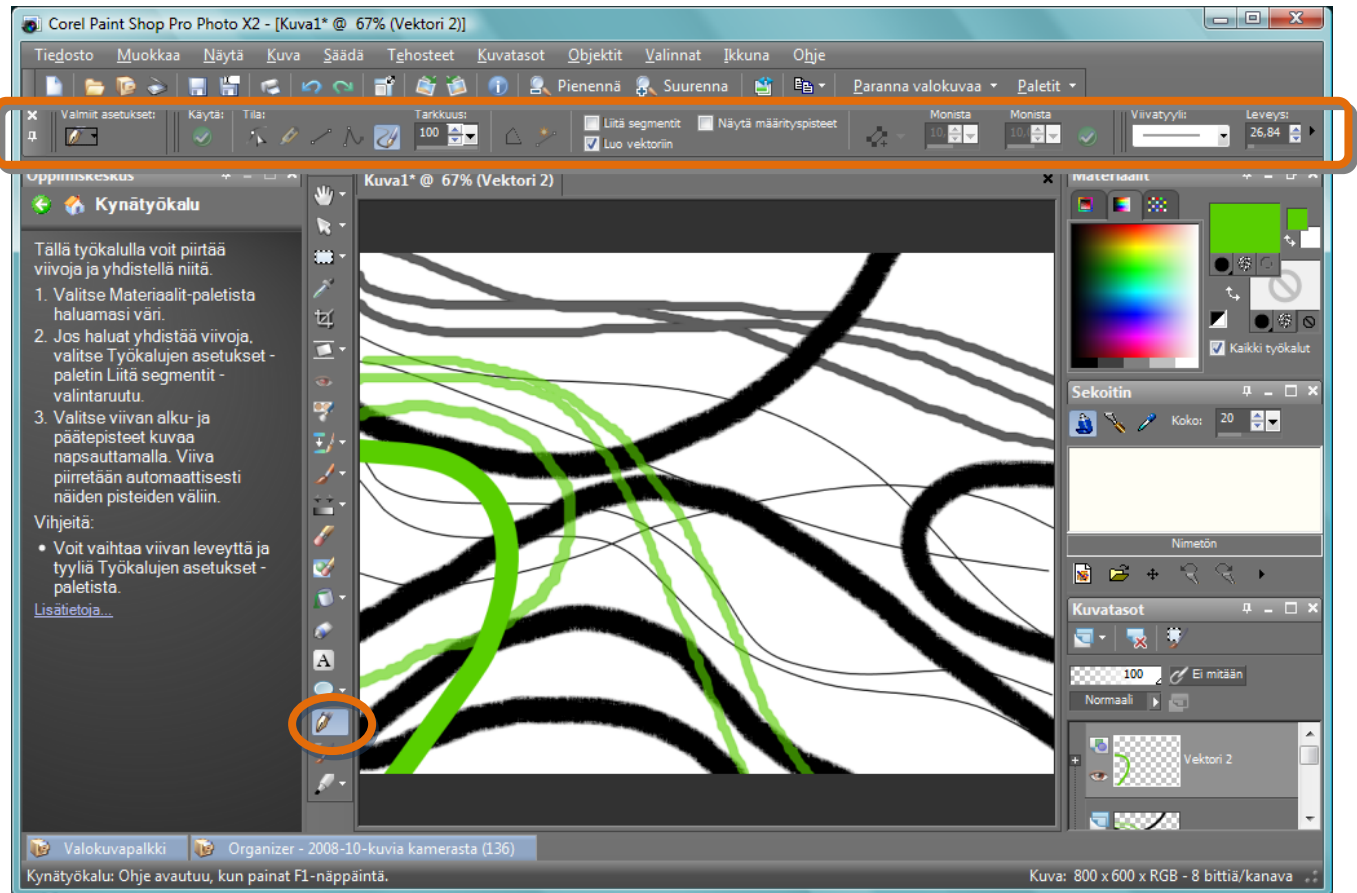 Corel Paint Shop Pro Photo X2 - [Kuva1* @ 67% (Vektori 2)]
Tiedosto Muokkaa Näytä Kuva Säädä Tehosteet Kuvatasot Objektit Valinnat Ikkuna Ohje
Pienennä Suurenna Paranna valokuvaa Paletit
Valmiit asetukset: Käytä: Tila: Tarkkuus: Liitä segmentit Näytä määrityspisteet Monista Monista Viivatyyli: Leveys:
100 Luo vektoriin 26,84
Oppimiskeskus
Kuva1* @ 67% (Vektori 2)
Materiaalit
Kynätyökalu
Tällä työkalulla voit piirtää
viivoja ja yhdistellä niitä.
1. Valitse Materiaalit-paletista
haluamasi väri.
2. Jos haluat yhdistää viivoja,
valitse Työkalujen asetukset -
paletin Liitä segmentit -
valintaruutu.
3. Valitse viivan alku- ja
päätepisteet kuvaa
napsauttamalla. Viiva
piirretään automaattisesti
näiden pisteiden väliin.
Vihjeitä:
• Voit vaihtaa viivan leveyttä ja
tyyliä Työkalujen asetukset -
paletista.
Lisätietoja...
A
Kaikki työkalut
Sekoitin
Koko: 20
Nimetön
Kuvatasot
100 Ei mitään
Normaali
Vektori 2
Valokuvapalkki Organizer - 2008-10-kuvia kamerasta (136)
Kynätyökalu: Ohje avautuu, kun painat F1-näppäintä. Kuva: 800 x 600 x RGB - 8 bittiä/kanava